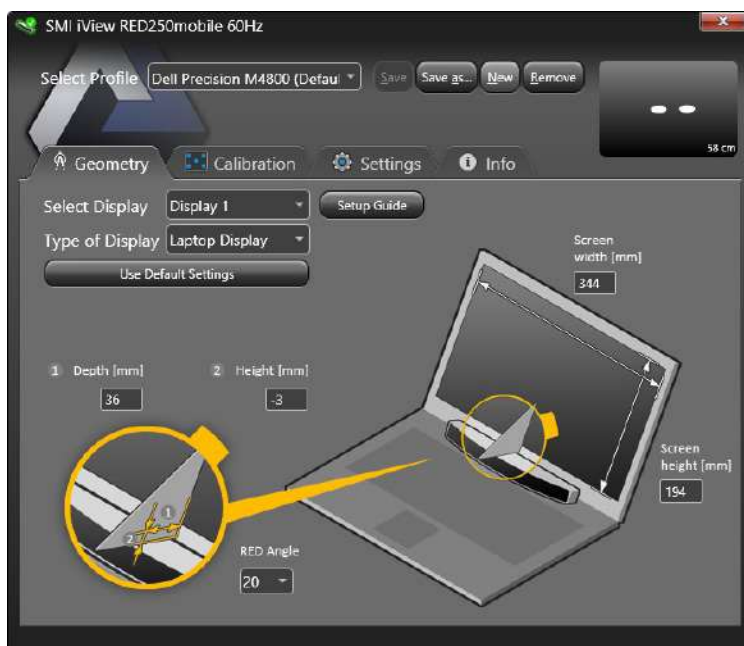 SMI iView RED250mobile 60Hz
X
Select Profile Dell Precision M4800 (Defaul Save Save as... New Remove
58 cm
Geometry Calibration Settings Info
Select Display Display 1 Setup Guide
Type of Display Laptop Display
Use Default Settings
Screen
width [mm]
344
1 Depth [mm] 2 Height [mm]
36 -3
1
2
Screen
height [mm]
194
RED Angle
20